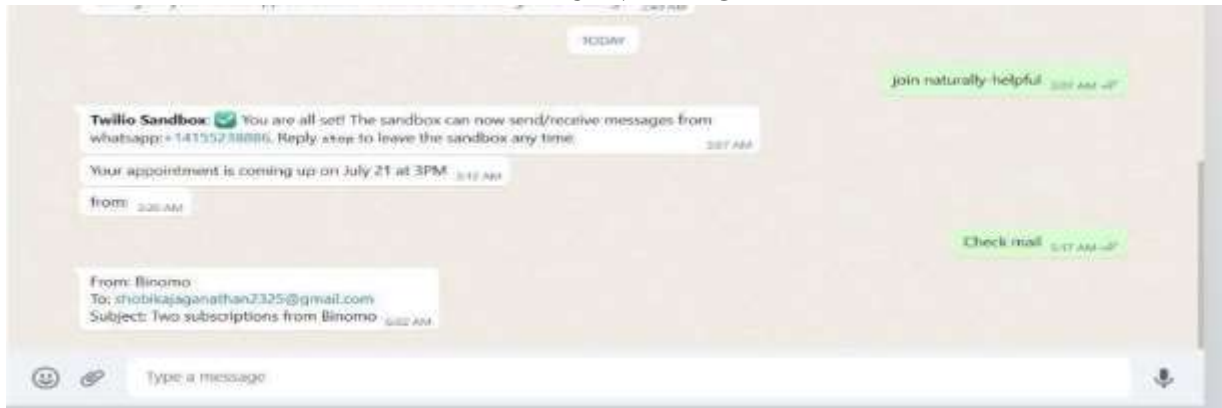 TODAY
join naturally-helpful
Twilio Sandbox: ✅ You are all set! The sandbox can now send/receive messages from
whatsapp:+14155238886. Reply stop to leave the sandbox any time.
Your appointment is coming up on July 21 at 3PM
from:
Check mail
From: Binomo
To: shobikajaganathan2325@gmail.com
Subject: Two subscriptions from Binomo
Type a message